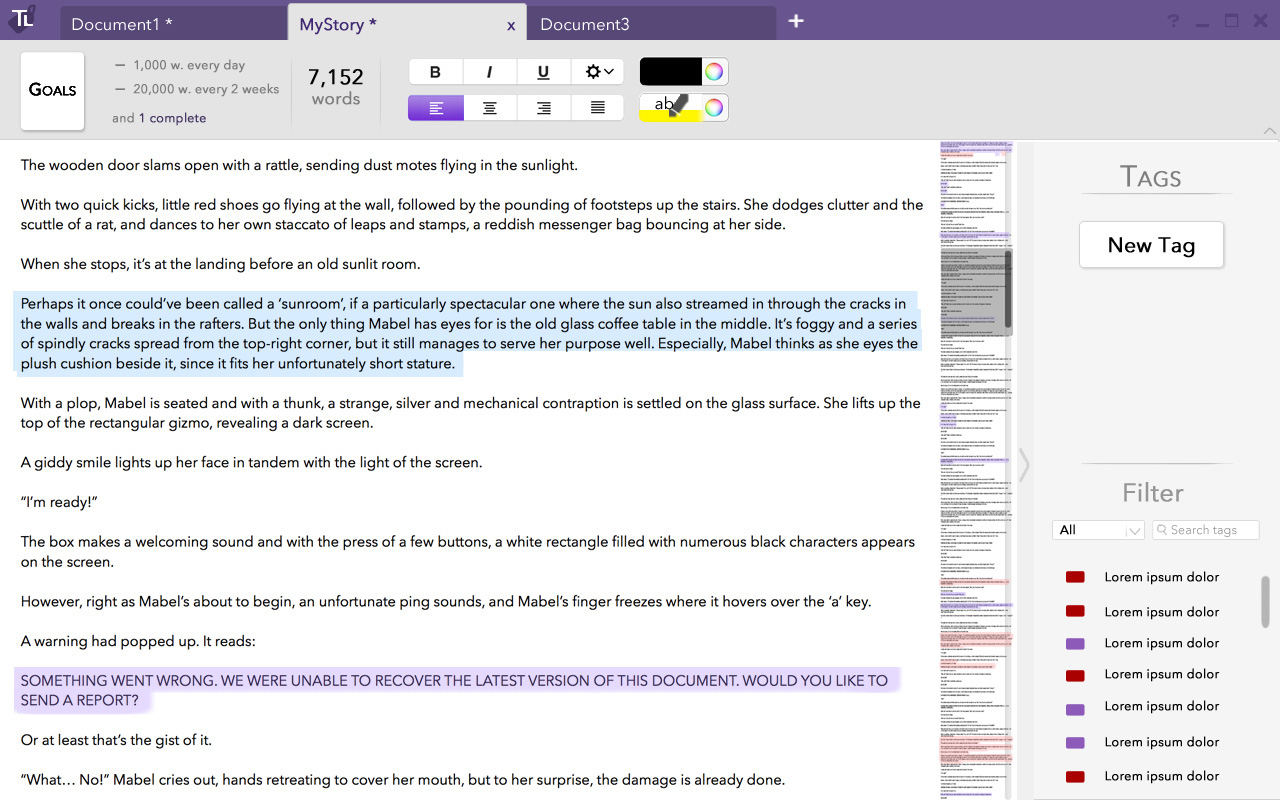 TL
Document1 *
MyStory *
x
Document3
+
?
GOALS
— 1,000 w. every day
— 20,000 w. every 2 weeks
and 1 complete
7,152
words
B
I
U
ab
The wooden door slams open with a bang, sending dust motes flying in the sunlight.
With two quick kicks, little red shoes go flying at the wall, followed by the pounding of footsteps up the stairs. She dodges clutter and the
scuttle of a rat, and dances to her own staccato of leaps and stamps, a reddish messenger bag bouncing at her side.
When she stops, it’s at the landing before an open, sunlit room.
Perhaps it once could’ve been called a ‘sunroom’, if a particularly spectacular one where the sun also streamed in through the cracks in
the walls and breaks in the rafters. But the only thing Mabel has eyes for is the old glass coffee table in the middle. It’s foggy and a series
of spindly cracks spread from the top-right corner, but it still manages to serve her purpose well. Especially, Mabel thinks as she eyes the
plush cushion beside it, since it fits her unfortunately short stature.
With a plop, Mabel is seated and with a thunk, a strange, silver and mechanical contraption is settled on the glass surface. She lifts up the
top of the rectangular gizmo, revealing a dark screen.
A giddy smile lights up her face in tandem with the light of the screen.
“I’m ready!”
The box makes a welcoming sound and with the press of a few buttons, a white rectangle filled with numerous black characters appears
on the screen.
However, right as Mabel’s about to begin, an unfortunate ping sounds, and Mabel’s finger freezes where it hovers over the ‘a’ key.
A warning had popped up. It reads:
SOMETHING WENT WRONG. WE WERE UNABLE TO RECOVER THE LATEST VERSION OF THIS DOCUMENT. WOULD YOU LIKE TO
SEND A REPORT?
Or at least that’s the gist of it.
“What… No!” Mabel cries out, hands flying to cover her mouth, but to her surprise, the damage is already done.
TAGS
New Tag
Filter
All
Search tags
Lorem ipsum dolor
Lorem ipsum dolor
Lorem ipsum dolor
Lorem ipsum dolor
Lorem ipsum dolor
Lorem ipsum dolor
Lorem ipsum dolor